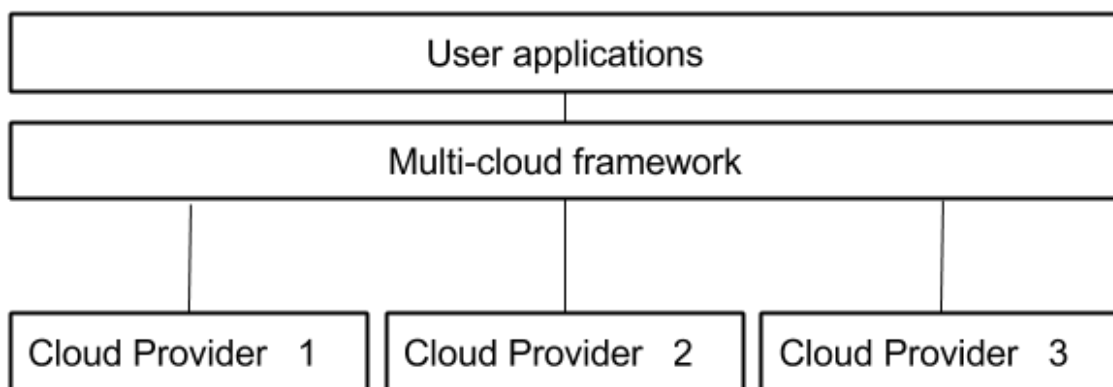 User applications
Multi-cloud framework
Cloud Provider 1
Cloud Provider 2
Cloud Provider 3